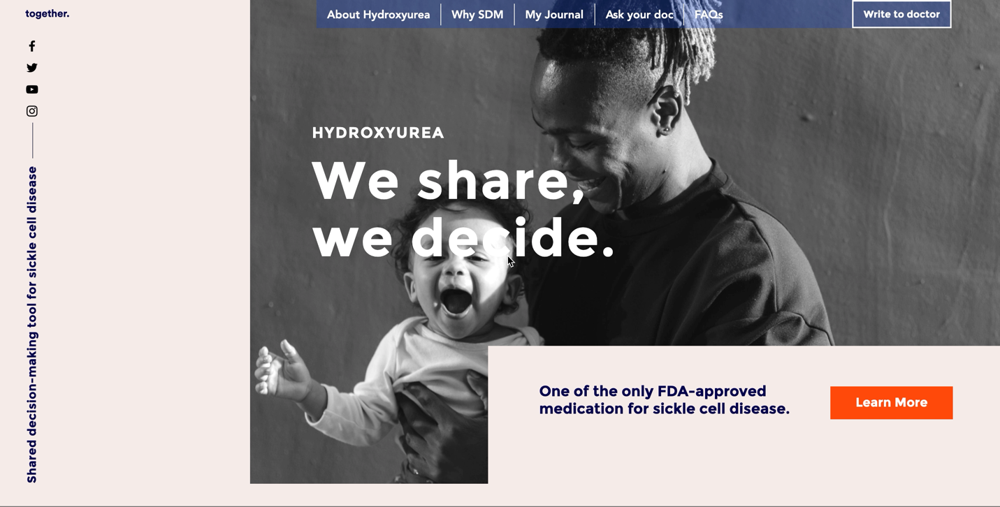 together.
About Hydroxyurea
Why SDM
My Journal
Ask your doc
FAQs
Write to doctor
Shared decision-making tool for sickle cell disease
HYDROXYUREA
We share,
we decide.
One of the only FDA-approved
medication for sickle cell disease.
Learn More